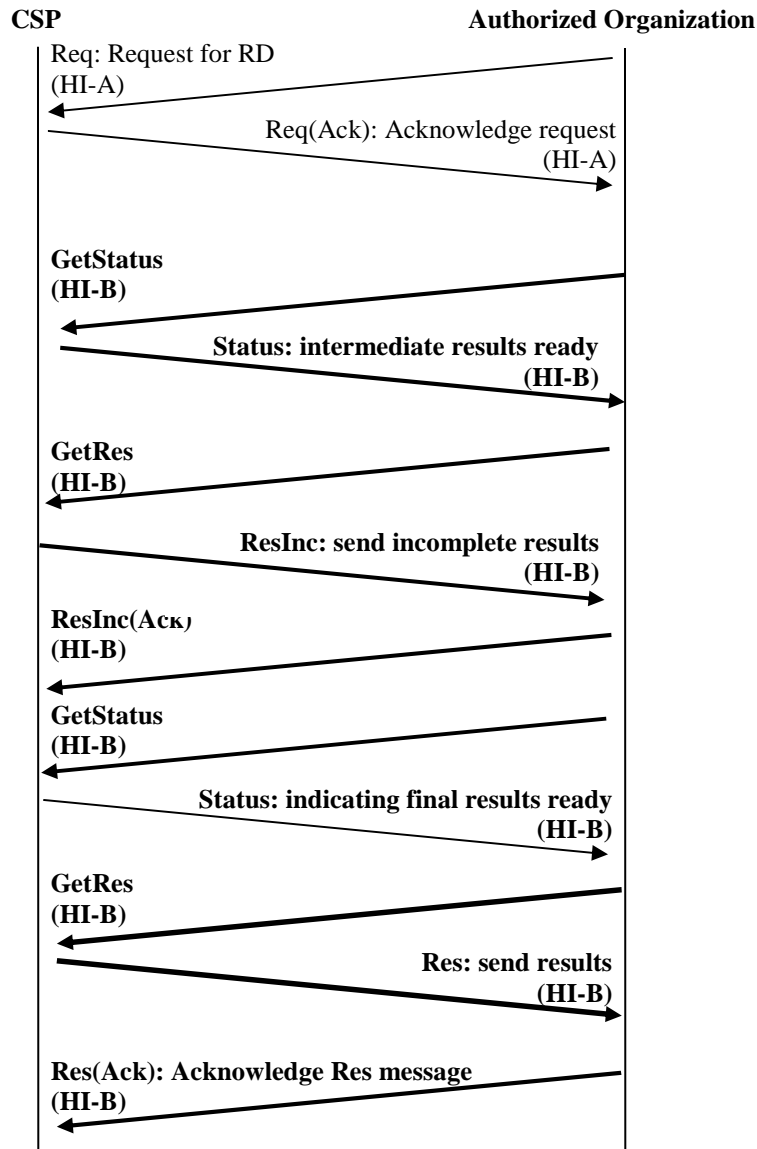 CSP
Authorized Organization
Req: Request for RD
(HI-A)
Req(Ack): Acknowledge request
(HI-A)
GetStatus
(HI-B)
Status: intermediate results ready
(HI-B)
GetRes
(HI-B)
ResInc: send incomplete results
(HI-B)
ResInc(Ack)
(HI-B)
GetStatus
(HI-B)
Status: indicating final results ready
(HI-B)
GetRes
(HI-B)
Res: send results
(HI-B)
Res(Ack): Acknowledge Res message
(HI-B)